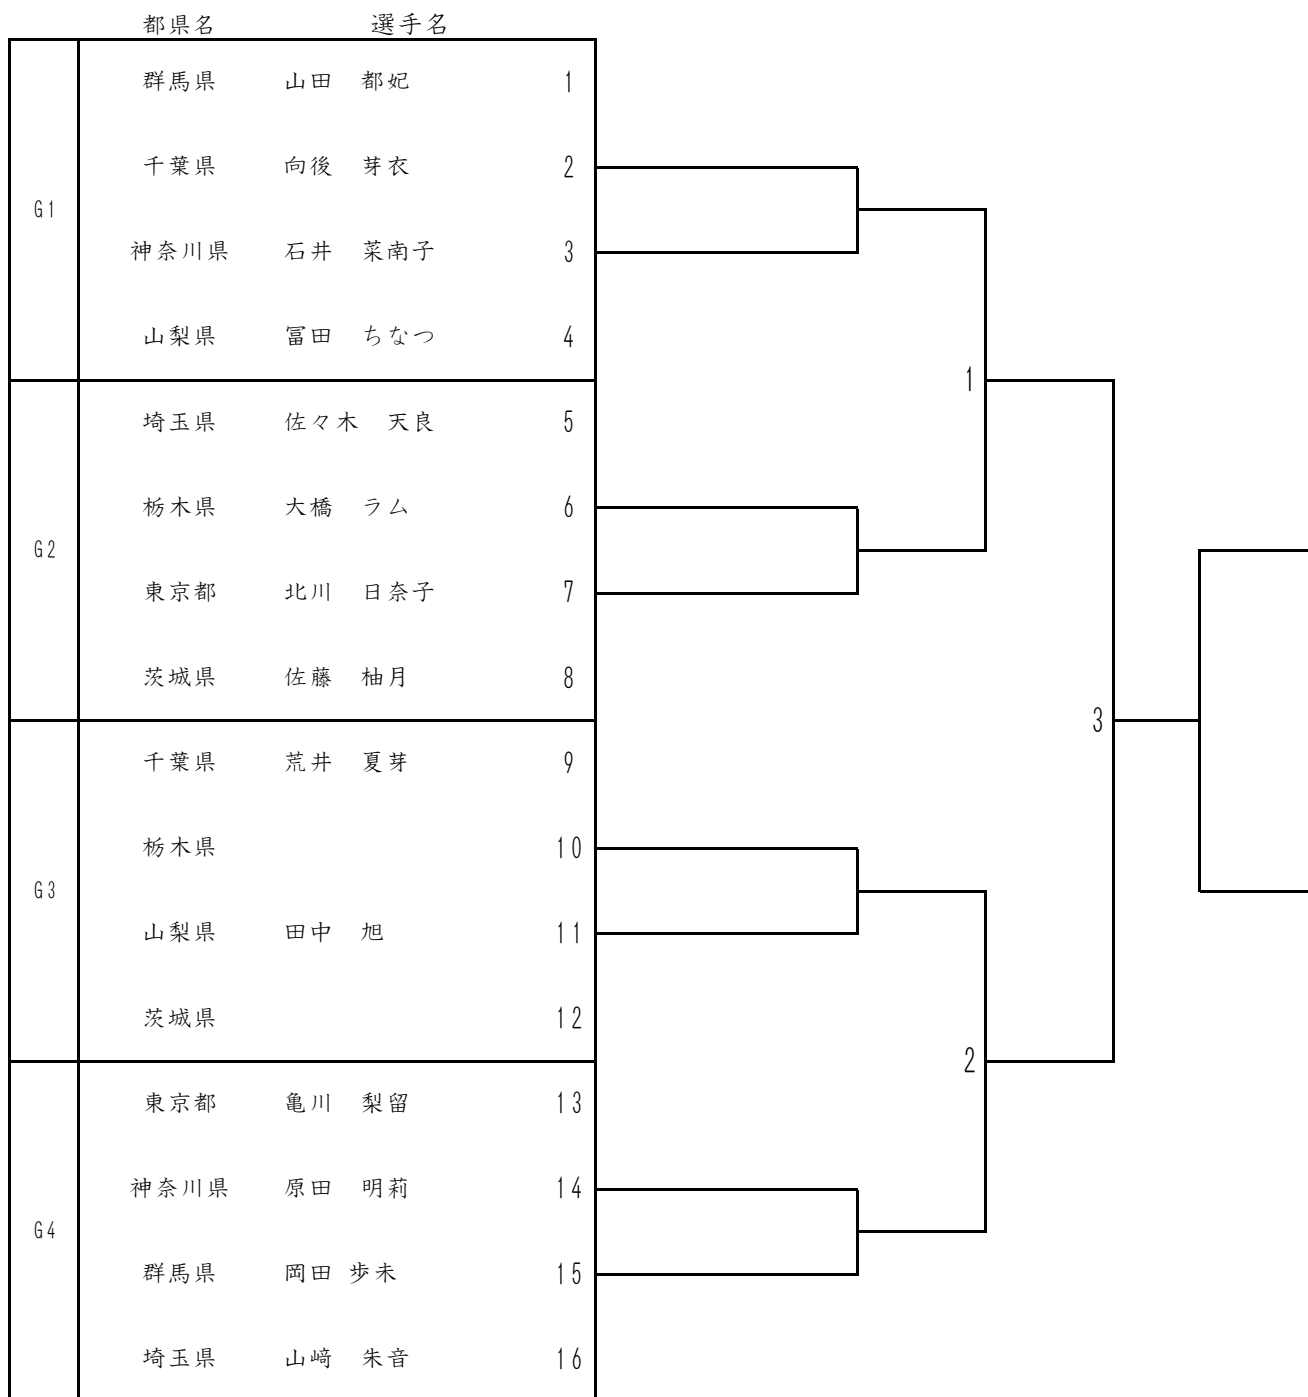 都県名 選手名
群馬県 山田 都妃 1
千葉県 向後 芽衣 2
G1
神奈川県 石井 菜南子 3
山梨県 冨田 ちなつ 4
1
埼玉県 佐々木 天良 5
栃木県 大橋 ラム 6
G2
東京都 北川 日奈子 7
茨城県 佐藤 柚月 8
3
千葉県 荒井 夏芽 9
栃木県 10
G3
山梨県 田中 旭 11
茨城県 12
2
東京都 亀川 梨留 13
神奈川県 原田 明莉 14
G4
群馬県 岡田 歩未 15
埼玉県 山﨑 朱音 16